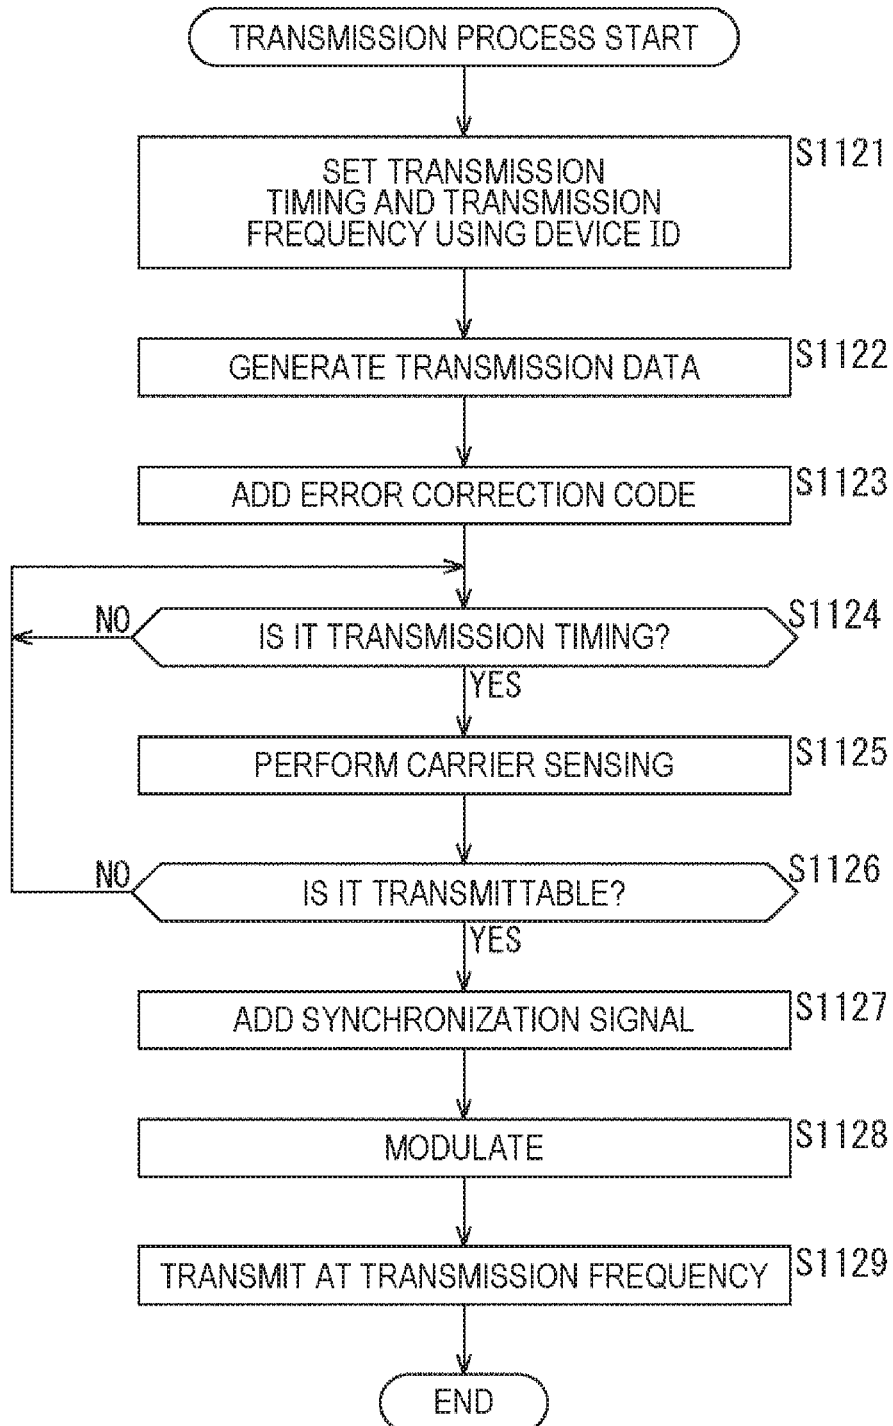 TRANSMISSION PROCESS START
S1121
SET TRANSMISSION
TIMING AND TRANSMISSION
FREQUENCY USING DEVICE ID
S1122
GENERATE TRANSMISSION DATA
S1123
ADD ERROR CORRECTION CODE
S1124
NO
IS IT TRANSMISSION TIMING?
YES
S1125
PERFORM CARRIER SENSING
S1126
NO
IS IT TRANSMITTABLE?
YES
S1127
ADD SYNCHRONIZATION SIGNAL
S1128
MODULATE
S1129
TRANSMIT AT TRANSMISSION FREQUENCY
END